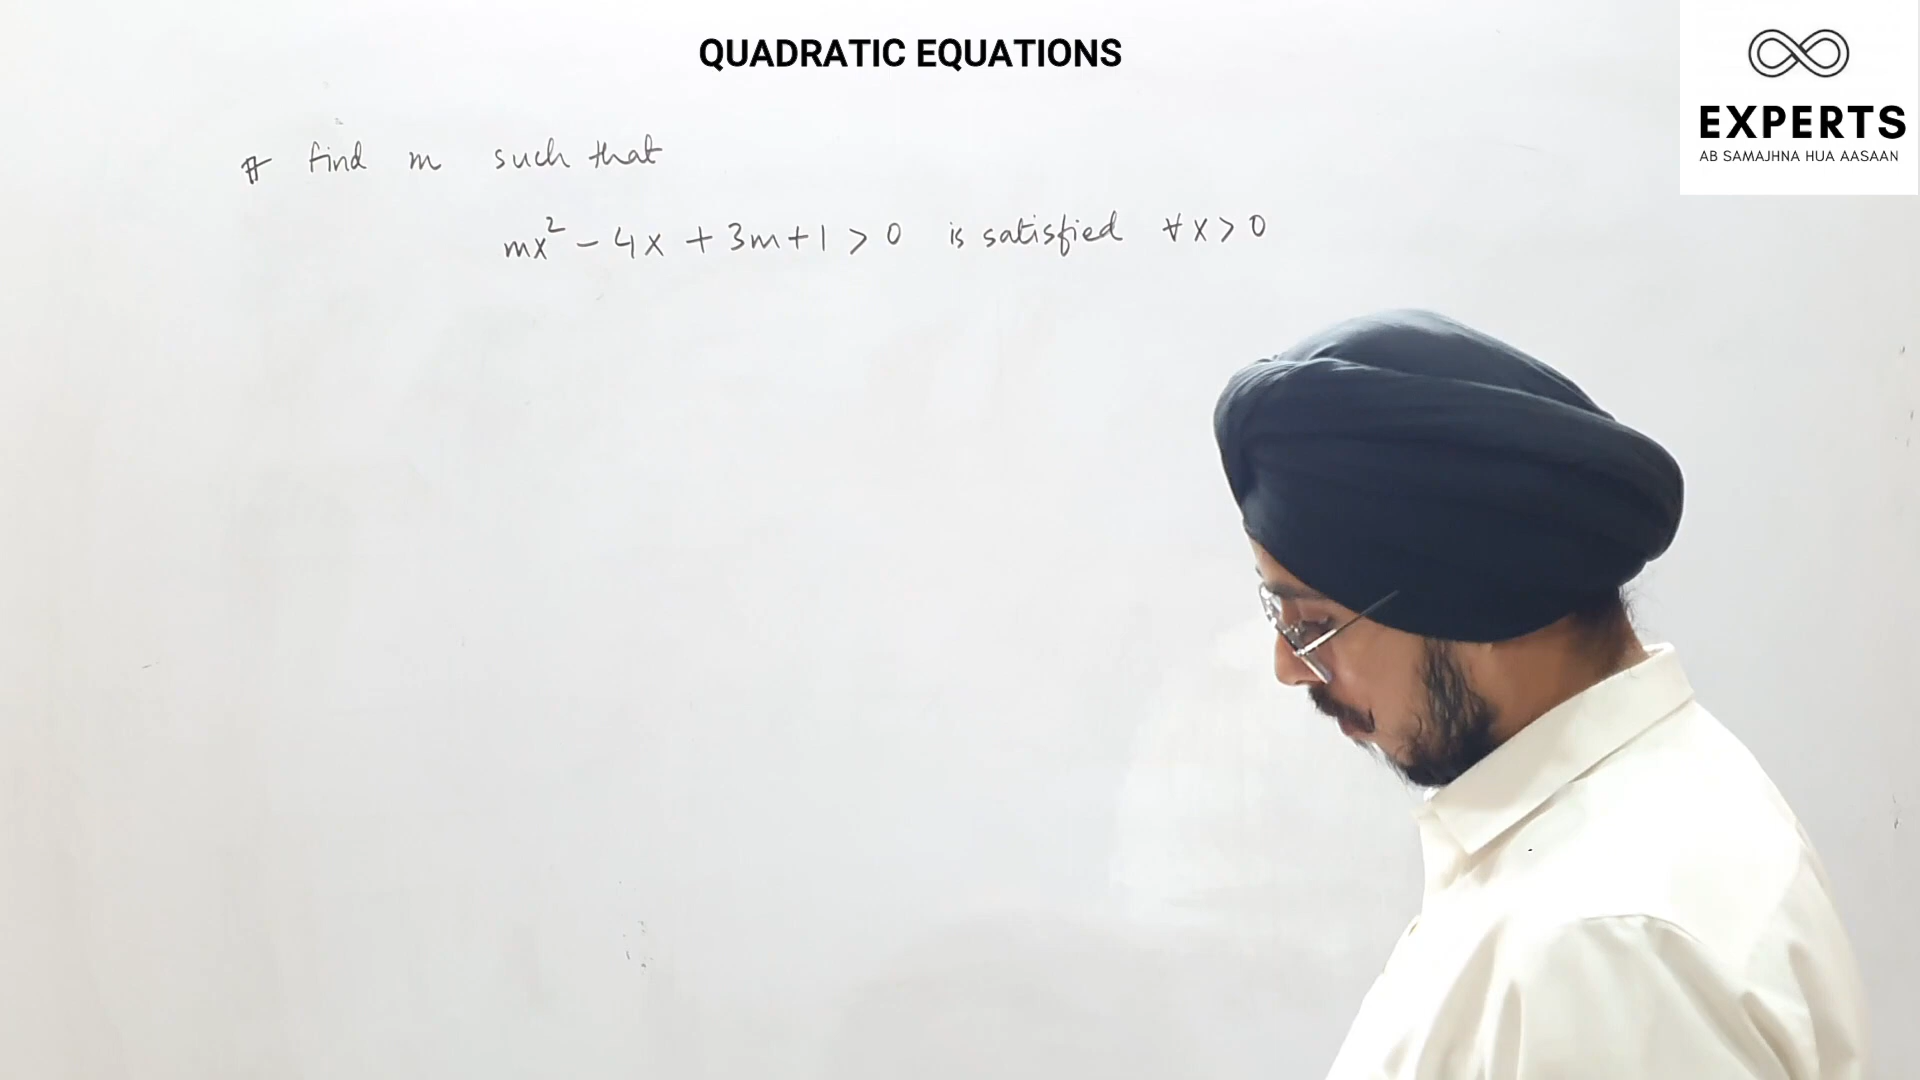 QUADRATIC EQUATIONS
EXPERTS
AB SAMAJHNA HUA AASAAN
# find m such that
mx² - 4x + 3m + 1 > 0 is satisfied ∀ x > 0